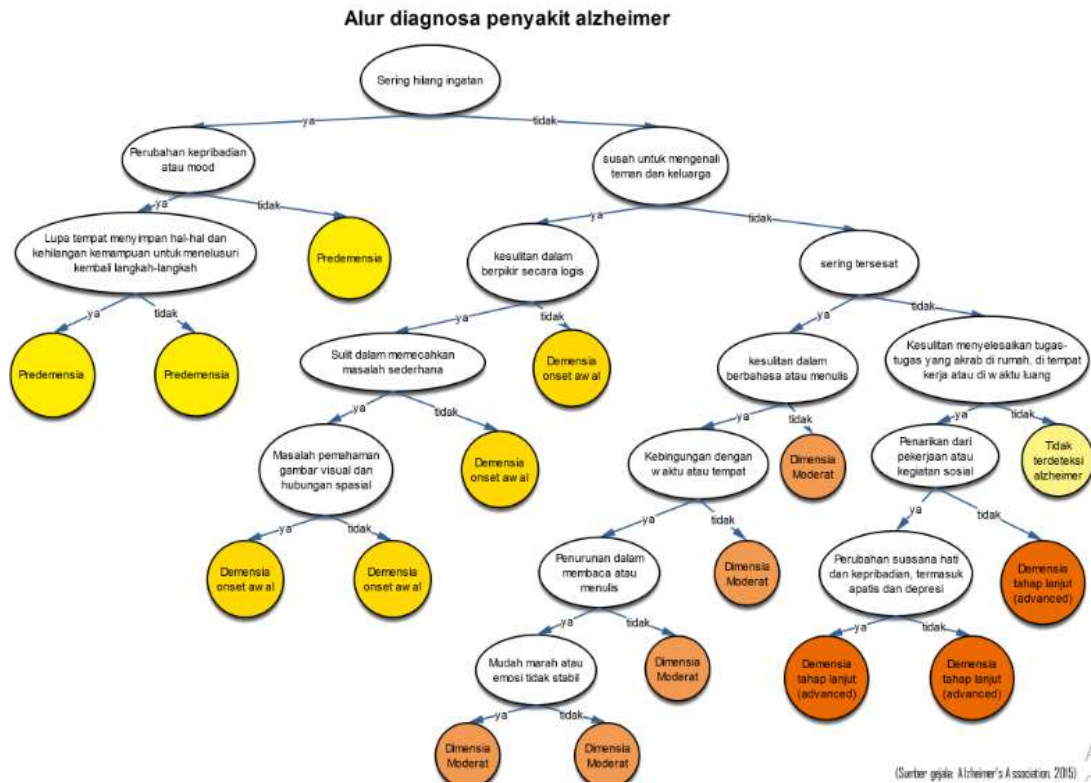 Alur diagnosa penyakit alzheimer
Sering hilang ingatan
ya
tidak
Perubahan kepribadian
atau mood
susah untuk mengenali
teman dan keluarga
ya
tidak
ya
tidak
Lupa tempat menyimpan hal-hal dan
kehilangan kemampuan untuk menelusuri
kembali langkah-langkah
Predemensia
kesulitan dalam
berpikir secara logis
sering tersesat
ya
tidak
ya
tidak
ya
tidak
Predemensia
Predemensia
Sulit dalam memecahkan
masalah sederhana
Demensia
onset awal
kesulitan dalam
berbahasa atau menulis
Kesulitan menyelesaikan tugas-
tugas yang akrab di rumah, di tempat
kerja atau di waktu luang
ya
tidak
ya
tidak
ya
tidak
Masalah pemahaman
gambar visual dan
hubungan spasial
Demensia
onset awal
Kebingungan dengan
waktu atau tempat
Dimensia
Moderat
Penarikan dari
pekerjaan atau
kegiatan sosial
Tidak
terdeteksi
alzheimer
ya
tidak
ya
tidak
ya
tidak
Demensia
onset awal
Demensia
onset awal
Penurunan dalam
membaca atau
menulis
Dimensia
Moderat
Perubahan suasana hati
dan kepribadian, termasuk
apatis dan depresi
Demensia
tahap lanjut
(advanced)
ya
tidak
ya
tidak
Mudah marah atau
emosi tidak stabil
Dimensia
Moderat
Demensia
tahap lanjut
(advanced)
Demensia
tahap lanjut
(advanced)
ya
tidak
Dimensia
Moderat
Dimensia
Moderat
(Sumber gejala: Alzheimer's Association, 2015)